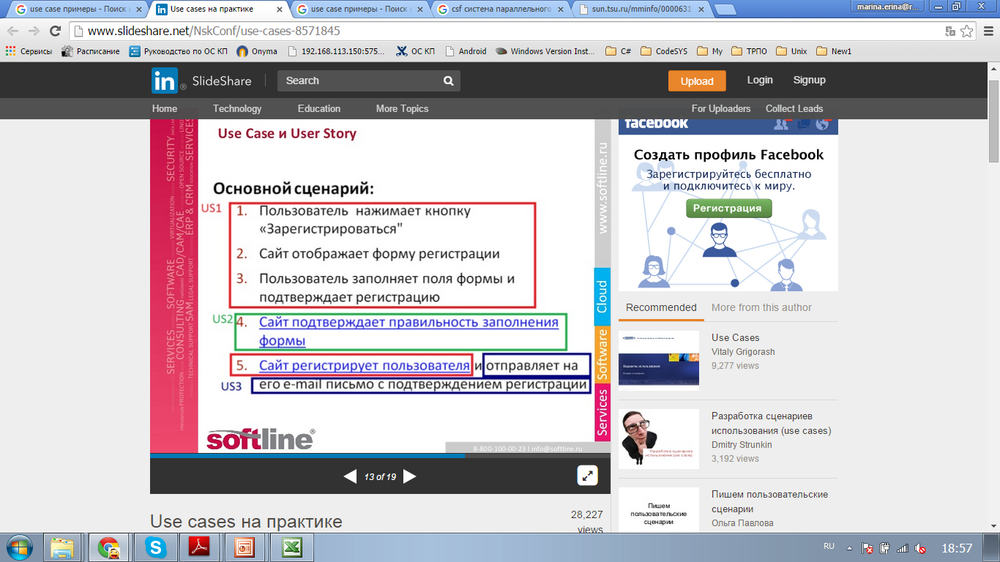 use case примеры - Поиск
Use cases на практике
use case примеры - Поиск
csf система параллельного
sun.tsu.ru/mminfo/0000631
marina.erina@r...
www.slideshare.net/NskConf/use-cases-8571845
Сервисы
Расписание
Руководство по ОС КП
Onyma
192.168.113.150:575...
ОС КП
Android
Windows Version Inst...
C#
CodeSYS
My
ТРПО
Unix
New1
in SlideShare
Search
Upload
Login
Signup
Home
Technology
Education
More Topics
For Uploaders
Collect Leads
Use Case и User Story
Основной сценарий:
US1
1. Пользователь нажимает кнопку
«Зарегистрироваться"
2. Сайт отображает форму регистрации
3. Пользователь заполняет поля формы и
подтверждает регистрацию
US2
4. Сайт подтверждает правильность заполнения
формы
5. Сайт регистрирует пользователя и отправляет на
US3
его e-mail письмо с подтверждением регистрации
softline®
8-800-100-00-23 l info@softline.ru
SERVICES
SOFTWARE
CONSULTING
CAD/CAM/CAE
SAM
LEGAL SUPPORT
TECHNICAL SUPPORT
VIRTUALIZATION
SECURITY
OPEN SOURCE
ERP & CRM
SERVICES
www.softline.ru
Cloud
Software
Services
13 of 19
Use cases на практике
28,227
views
facebook
Создать профиль Facebook
Зарегистрируйтесь бесплатно
и подключитесь к миру.
Регистрация
Recommended
More from this author
Use Cases
Vitaly Grigorash
9,277 views
Разработка сценариев
использования (use cases)
Dmitry Strunkin
3,192 views
Пишем
пользовательские
сценарии
Пишем пользовательские
сценарии
Ольга Павлова
RU
18:57